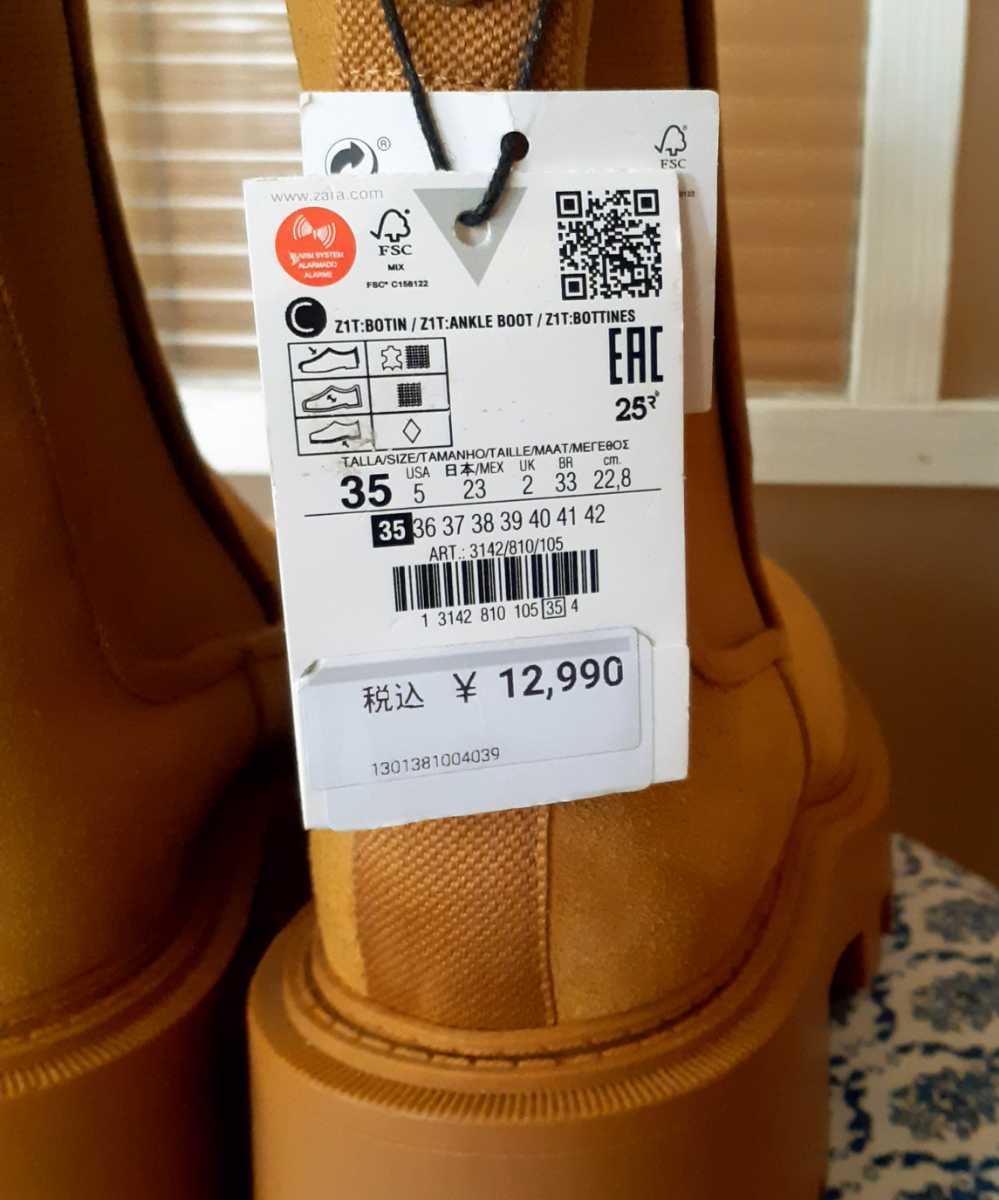 ®
FSC
www.zara.com
ALARMADO
ALARME
FSC
MIX
FSC® C158122
C
Z1T:BOTIN / Z1T:ANKLE BOOT / Z1T:BOTTINES
EAC
25
TALLA/SIZE/TAMANHO/TAILLE/MAAT/ΜΕΓΕΘΟΣ
USA 日本/MEX UK BR cm.
35 5 23 2 33 22,8
35 36 37 38 39 40 41 42
ART.: 3142/810/105
1 3142 810 105 35 4
税込 ¥ 12,990
1301381004039